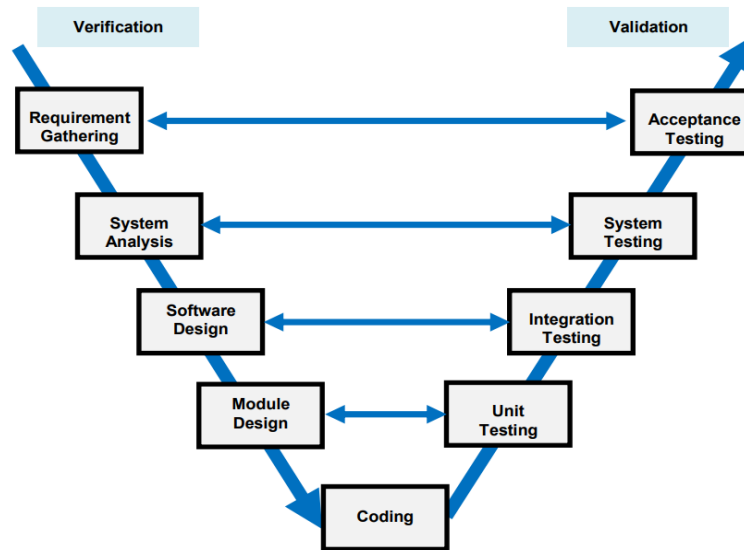 Verification
Validation
Requirement
Gathering
Acceptance
Testing
System
Analysis
System
Testing
Software
Design
Integration
Testing
Module
Design
Unit
Testing
Coding